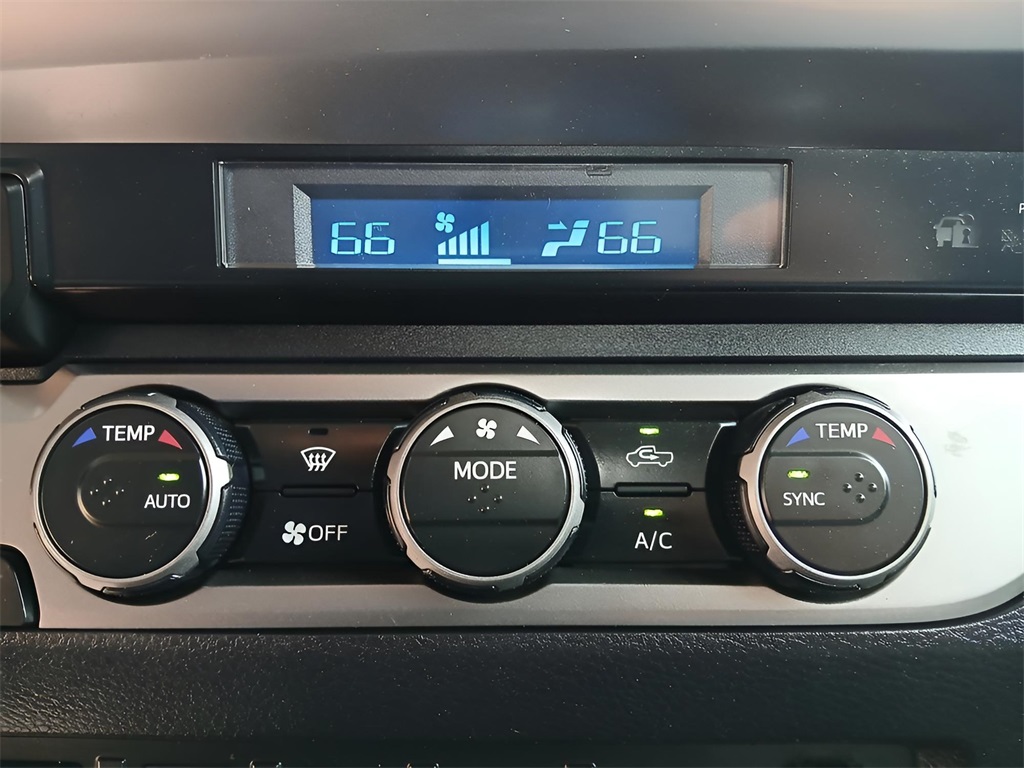 66 66
TEMP AUTO
OFF
MODE
A/C
TEMP SYNC
P